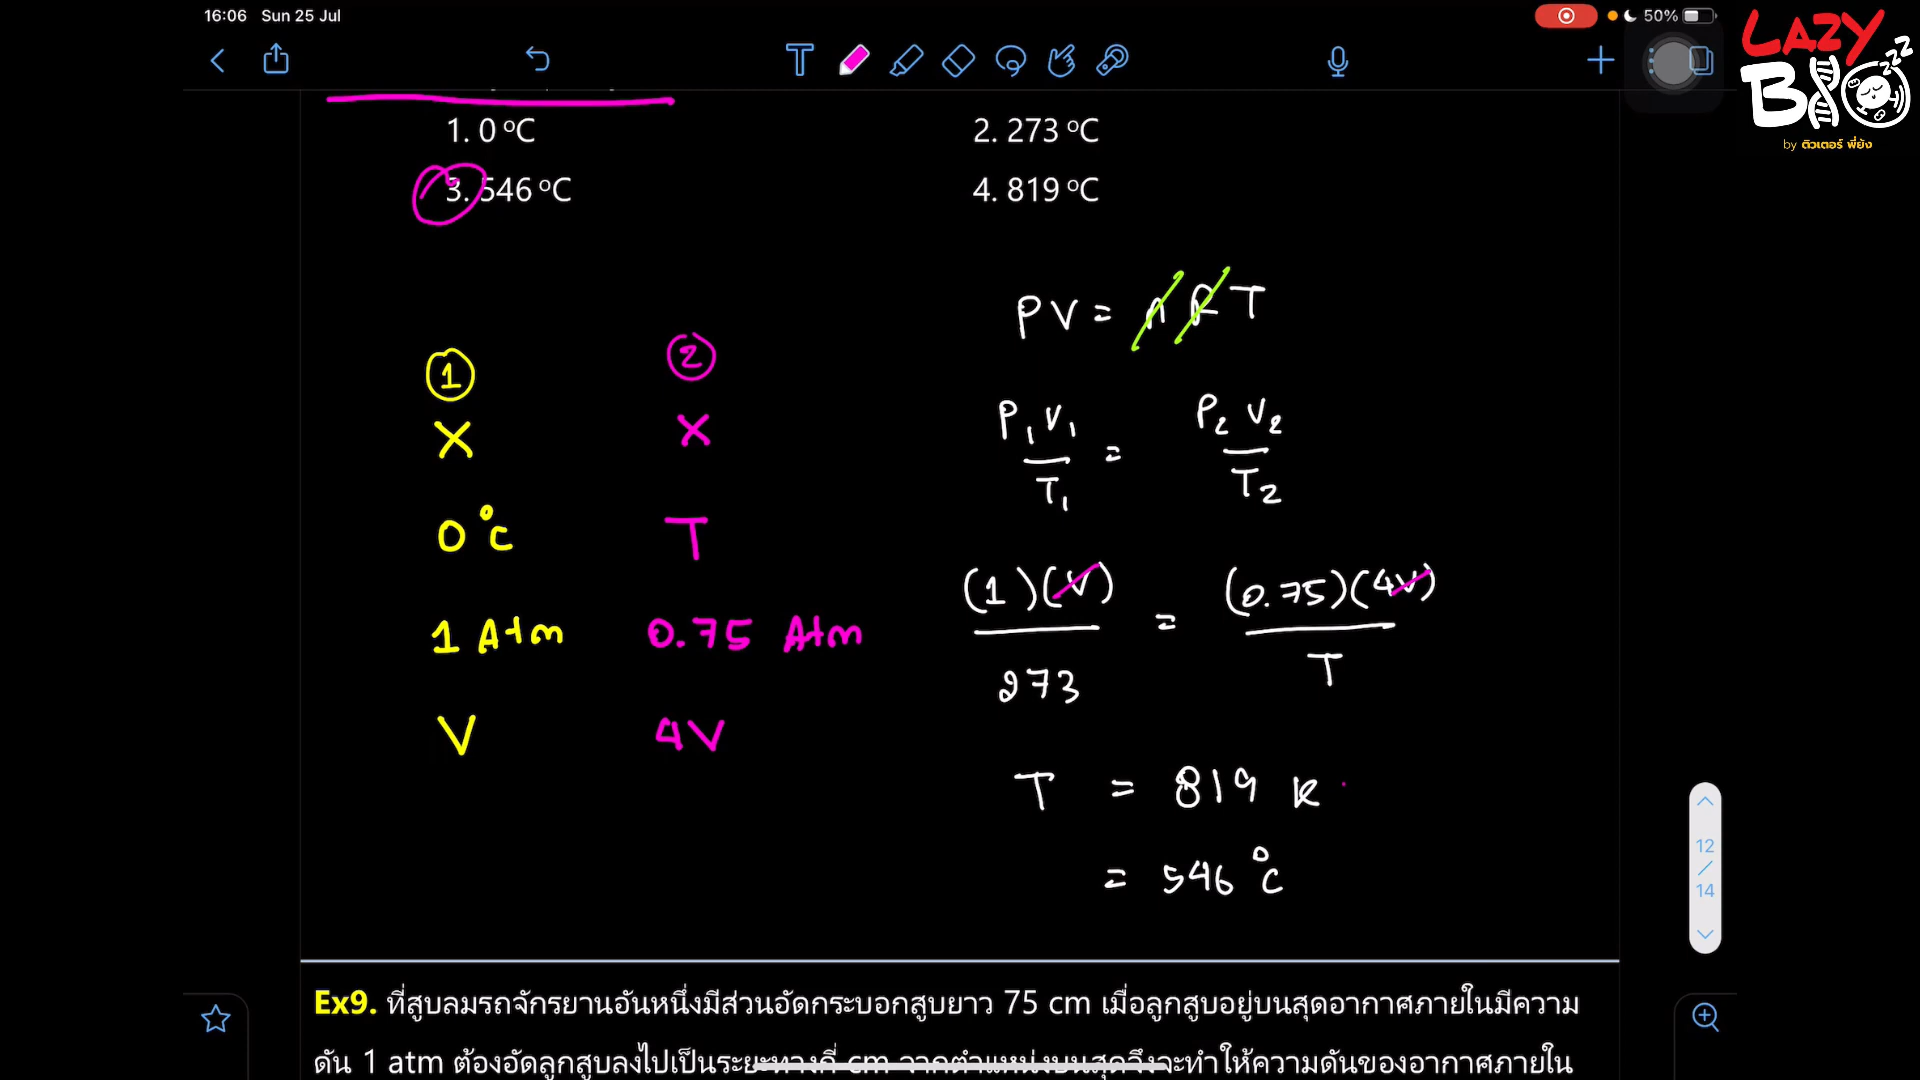 16:06 Sun 25 Jul
50%
LAZY
BIO
zzz
by ติวเตอร์ พี่ยัง
1. 0 °C
2. 273 °C
3. 546 °C
4. 819 °C
PV = nRT
1
2
X
X
P₁V₁ / T₁ = P₂V₂ / T₂
0 °C
T
(1)(V) / 273 = (0.75)(4V) / T
1 Atm
0.75 Atm
V
4V
T = 819 K
= 546 °C
12 / 14
Ex9. ที่สูบลมรถจักรยานอันหนึ่งมีส่วนอัดกระบอกสูบยาว 75 cm เมื่อลูกสูบอยู่บนสุดอากาศภายในมีความ
ดัน 1 atm ต้องอัดลูกสูบลงไปเป็นระยะทางกี่ cm จากตำแหน่งบนสุดจึงจะทำให้ความดันของอากาศภายใน